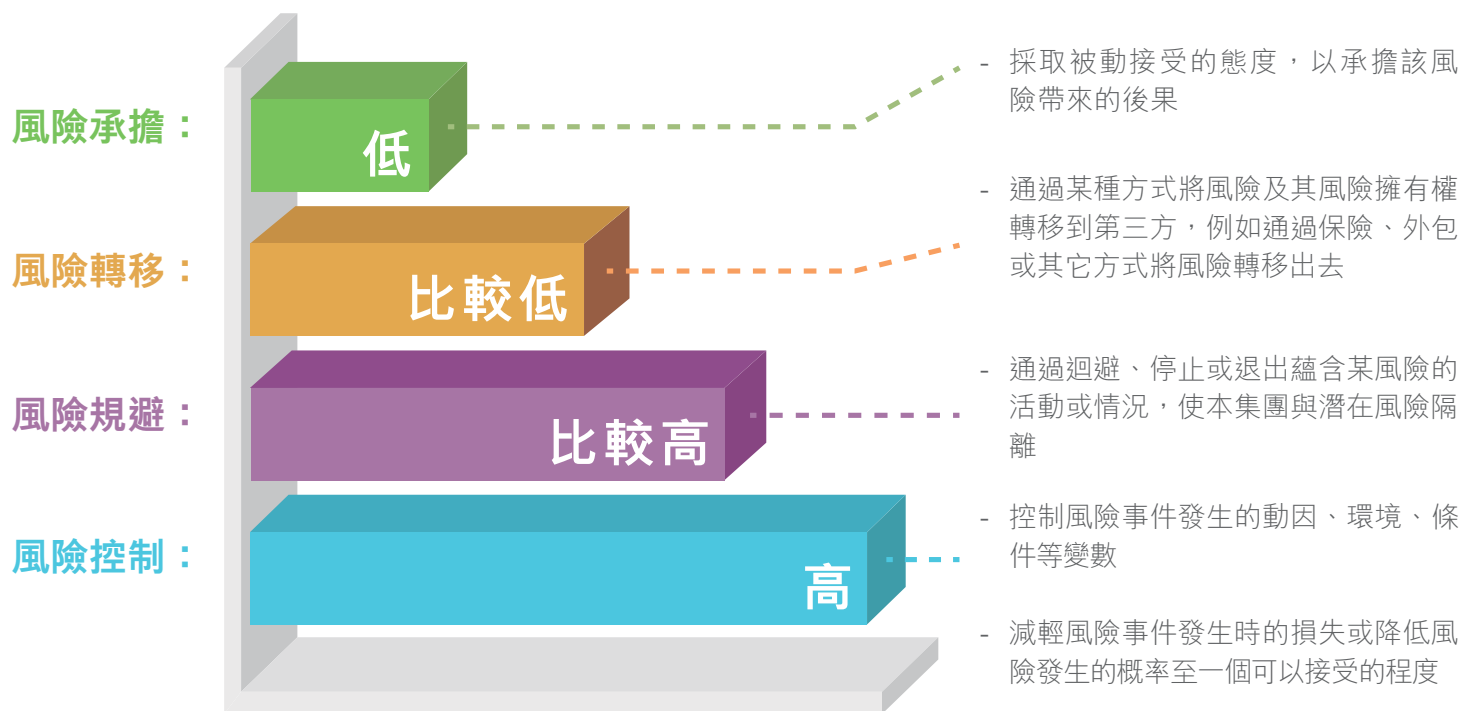 風險承擔：
低
- 採取被動接受的態度，以承擔該風
險帶來的後果
風險轉移：
比較低
- 通過某種方式將風險及其風險擁有權
轉移到第三方，例如通過保險、外包
或其它方式將風險轉移出去
風險規避：
比較高
- 通過迴避、停止或退出蘊含某風險的
活動或情況，使本集團與潛在風險隔
離
風險控制：
高
- 控制風險事件發生的動因、環境、條
件等變數
- 減輕風險事件發生時的損失或降低風
險發生的概率至一個可以接受的程度